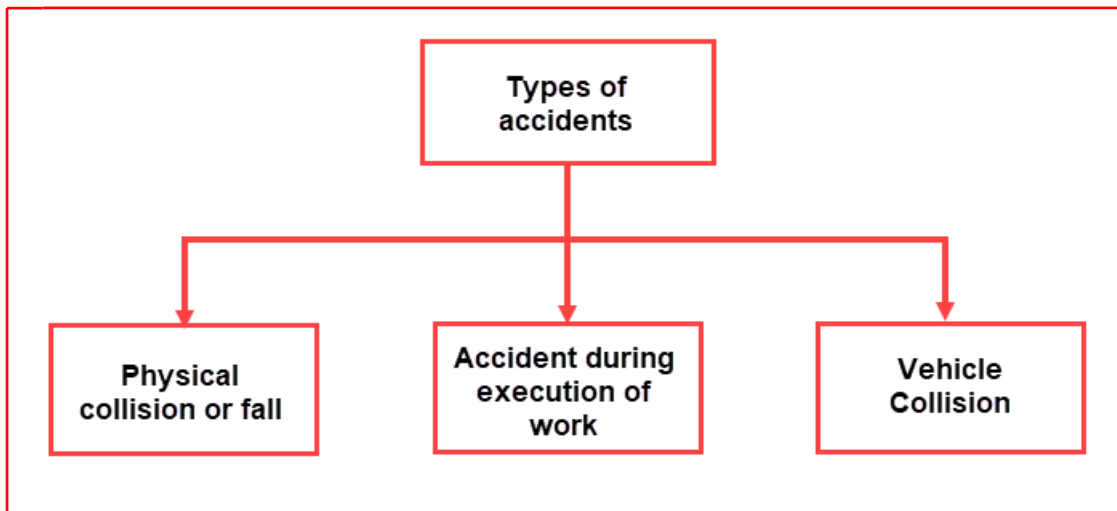 Types of
accidents
Physical
collision or fall
Accident during
execution of
work
Vehicle
Collision